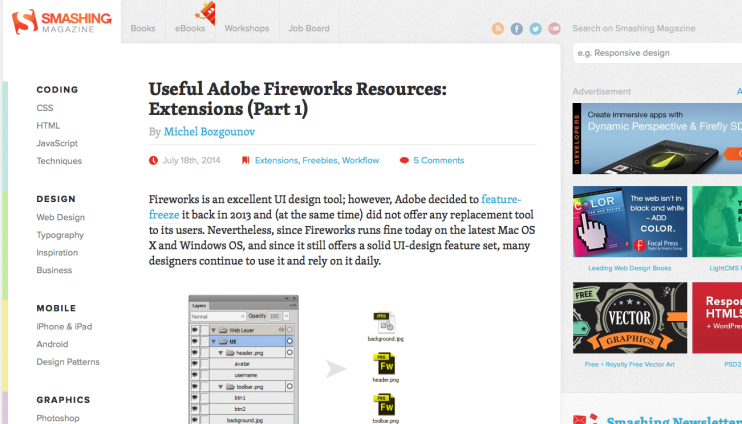 SMASHING
MAGAZINE
Books
eBooks
Workshops
Job Board
Search on Smashing Magazine
e.g. Responsive design
CODING
CSS
HTML
JavaScript
Techniques
DESIGN
Web Design
Typography
Inspiration
Business
MOBILE
iPhone & iPad
Android
Design Patterns
GRAPHICS
Photoshop
Useful Adobe Fireworks Resources:
Extensions (Part 1)
By Michel Bozgounov
July 18th, 2014
Extensions, Freebies, Workflow
5 Comments
Fireworks is an excellent UI design tool; however, Adobe decided to feature-
freeze it back in 2013 and (at the same time) did not offer any replacement tool
to its users. Nevertheless, since Fireworks runs fine today on the latest Mac OS
X and Windows OS, and since it still offers a solid UI-design feature set, many
designers continue to use it and rely on it daily.
Layers
Normal
Opacity
100
Web Layer
UI
header.png
avatar
username
toolbar.png
btn1
btn2
background.jpg
JPEG
background.jpg
PNG
Fw
header.png
PNG
Fw
toolbar.png
Advertisement
A
DEVELOPERS
Create immersive apps with
Dynamic Perspective & Firefly SD
COLOR
The web isn't in
black and white
– ADD
COLOR.
Focal Press
Leading Web Design Books
LightCMS
FREE
VECTOR
GRAPHICS
Free + Royalty Free Vector Art
Respon
HTML5
+ WordPre
PSD2
Smashing Newsletter